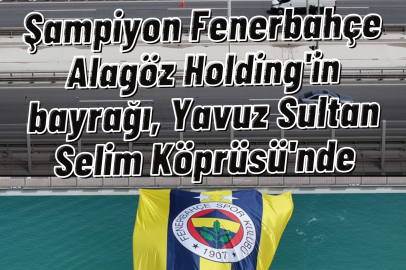 Şampiyon Fenerbahçe
Alagöz Holding'in
bayrağı, Yavuz Sultan
Selim Köprüsü'nde
FENERBAHÇE SPOR KULÜBÜ
1907